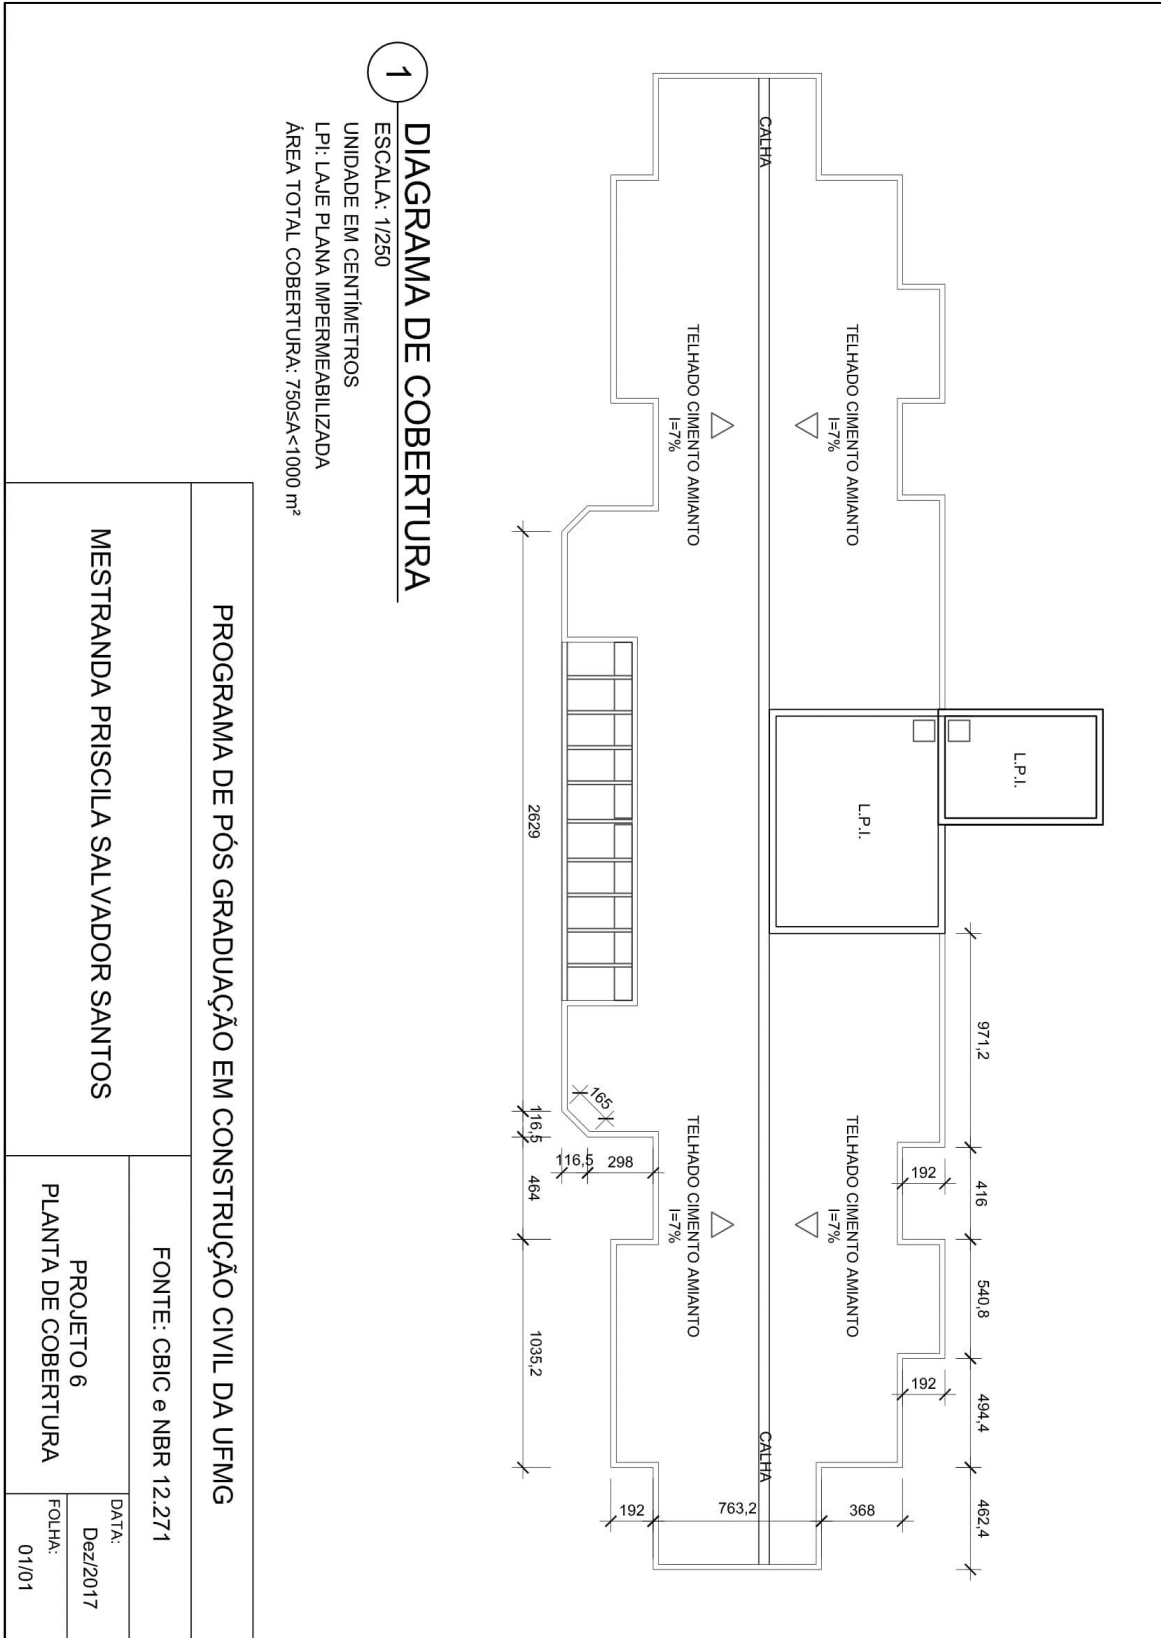 1
DIAGRAMA DE COBERTURA
ESCALA: 1/250
UNIDADE EM CENTÍMETROS
LPI: LAJE PLANA IMPERMEABILIZADA
ÁREA TOTAL COBERTURA: 750≤A<1000 m²
CALHA
TELHADO CIMENTO AMIANTO
I=7%
TELHADO CIMENTO AMIANTO
I=7%
L.P.I.
L.P.I.
TELHADO CIMENTO AMIANTO
I=7%
TELHADO CIMENTO AMIANTO
I=7%
CALHA
971,2
416
540,8
494,4
462,4
192
192
368
763,2
192
2629
116,5
464
1035,2
165
116,5
298
PROGRAMA DE PÓS GRADUAÇÃO EM CONSTRUÇÃO CIVIL DA UFMG
MESTRANDA PRISCILA SALVADOR SANTOS
FONTE: CBIC e NBR 12.271
PROJETO 6
PLANTA DE COBERTURA
DATA:
Dez/2017
FOLHA:
01/01